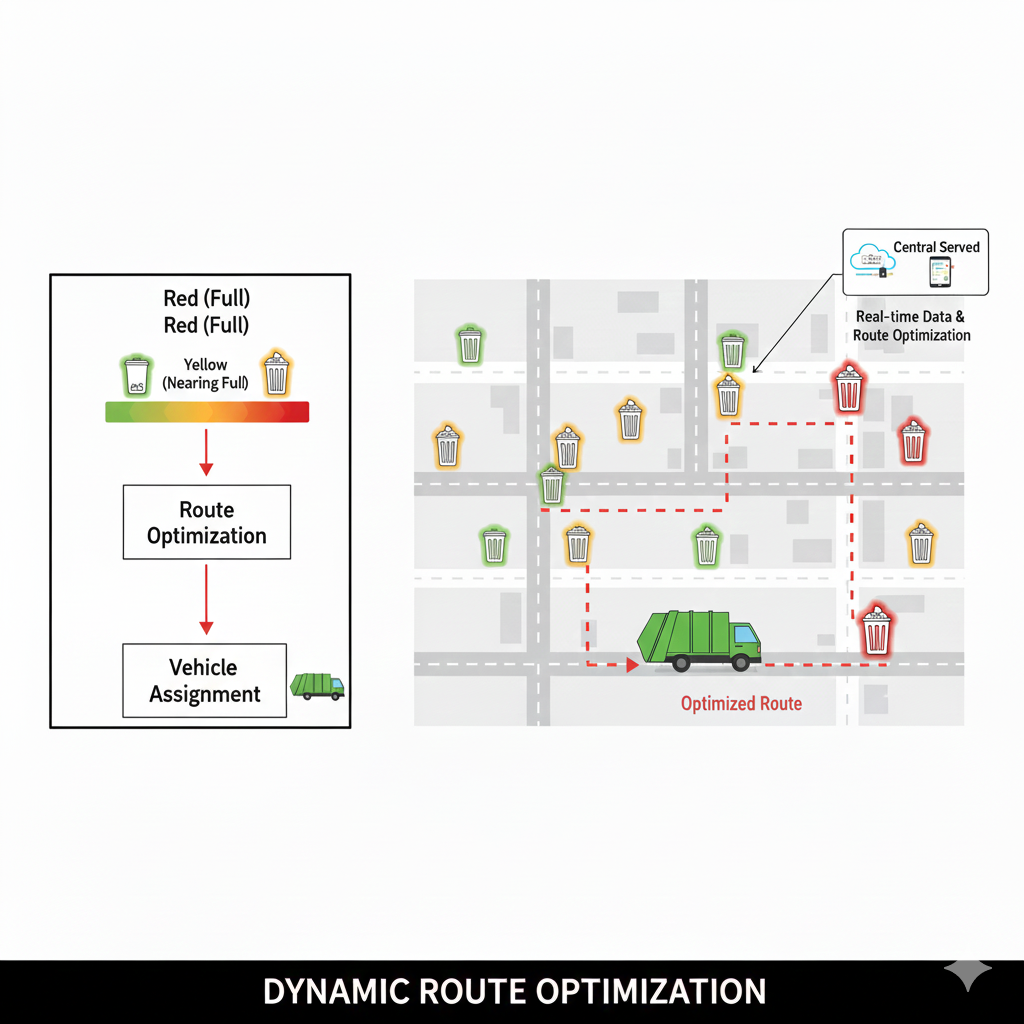 Red (Full)
Red (Full)
Yellow
(Nearing Full)
Route
Optimization
Vehicle
Assignment
Central Served
Real-time Data &
Route Optimization
Optimized Route
DYNAMIC ROUTE OPTIMIZATION